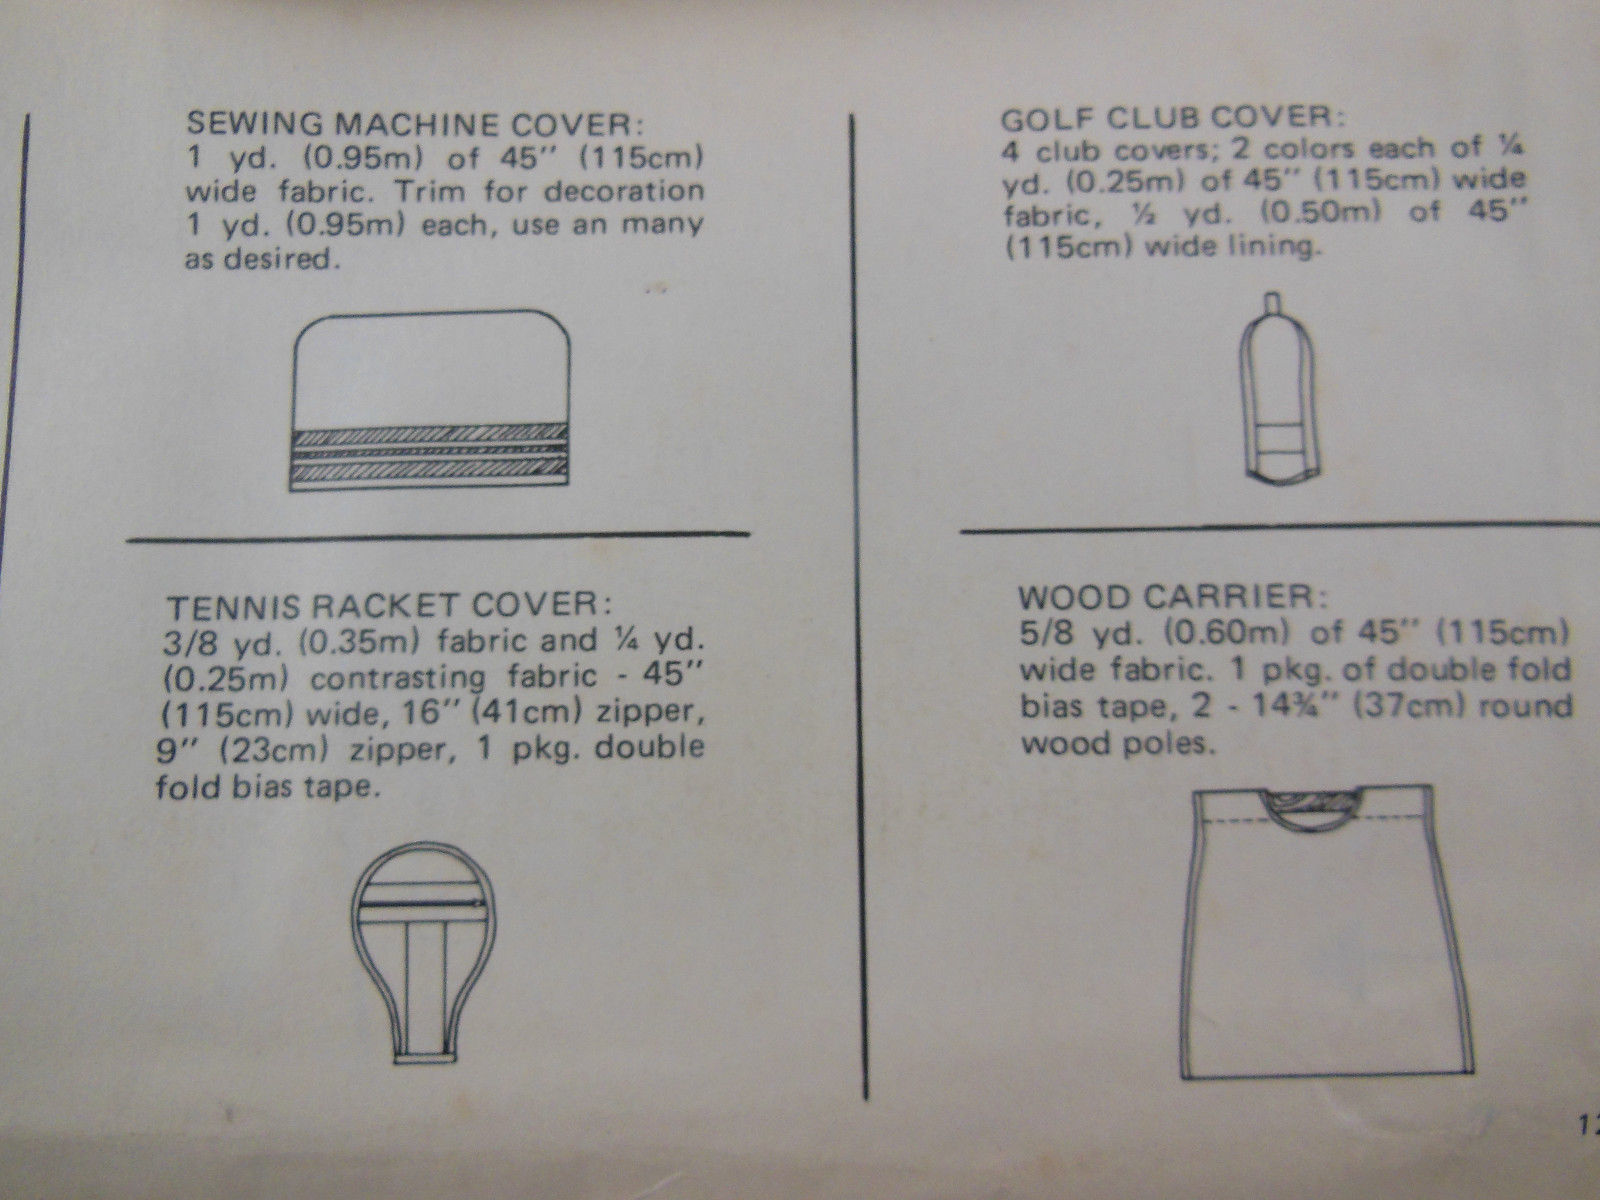 SEWING MACHINE COVER:
1 yd. (0.95m) of 45" (115cm)
wide fabric. Trim for decoration
1 yd. (0.95m) each, use an many
as desired.
TENNIS RACKET COVER:
3/8 yd. (0.35m) fabric and ¼ yd.
(0.25m) contrasting fabric - 45"
(115cm) wide, 16" (41cm) zipper,
9" (23cm) zipper, 1 pkg. double
fold bias tape.
GOLF CLUB COVER:
4 club covers; 2 colors each of ¼
yd. (0.25m) of 45" (115cm) wide
fabric, ½ yd. (0.50m) of 45"
(115cm) wide lining.
WOOD CARRIER:
5/8 yd. (0.60m) of 45" (115cm)
wide fabric. 1 pkg. of double fold
bias tape, 2 - 14¾" (37cm) round
wood poles.